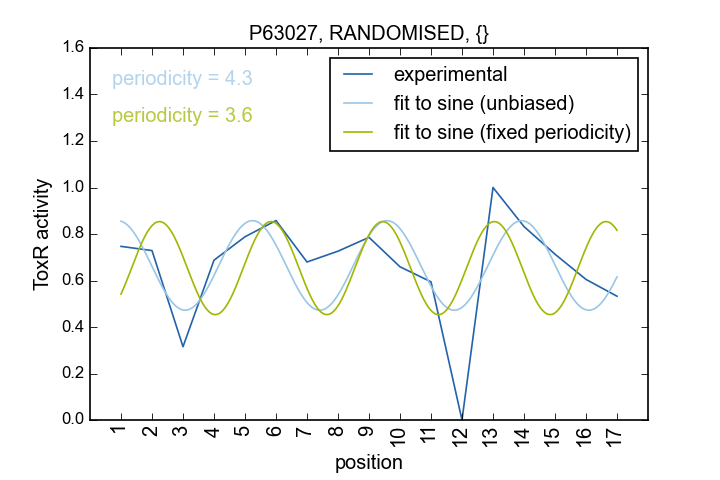 P63027, RANDOMISED, {}
1.6
1.4
1.2
1.0
0.8
0.6
0.4
0.2
0.0
ToxR activity
periodicity = 4.3
periodicity = 3.6
experimental
fit to sine (unbiased)
fit to sine (fixed periodicity)
1 2 3 4 5 6 7 8 9 10 11 12 13 14 15 16 17
position